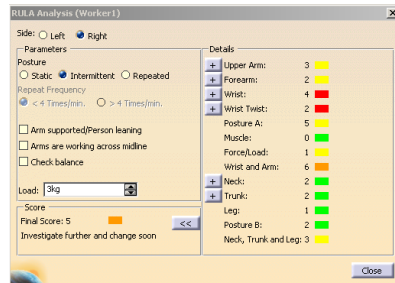 RULA Analysis (Worker1)
Side: Left Right
Parameters
Posture
Static Intermittent Repeated
Repeat Frequency
< 4 Times/min. > 4 Times/min.
Arm supported/Person leaning
Arms are working across midline
Check balance
Load: 3kg
Score
Final Score: 5
<<
Investigate further and change soon
Details
+ Upper Arm: 3
+ Forearm: 2
+ Wrist: 4
+ Wrist Twist: 2
Posture A: 5
Muscle: 0
Force/Load: 1
Wrist and Arm: 6
+ Neck: 2
+ Trunk: 2
Leg: 1
Posture B: 2
Neck, Trunk and Leg: 3
Close